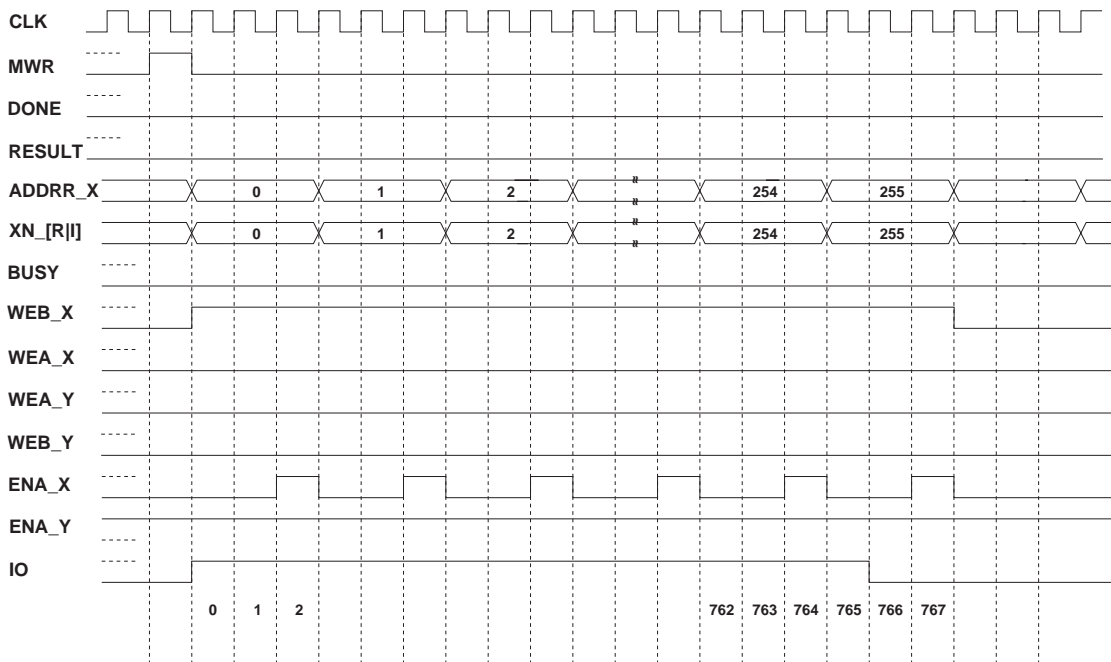 CLK
MWR
DONE
RESULT
ADDRR_X 0 1 2 254 255
XN_[R|I] 0 1 2 254 255
BUSY
WEB_X
WEA_X
WEA_Y
WEB_Y
ENA_X
ENA_Y
IO
0 1 2 762 763 764 765 766 767